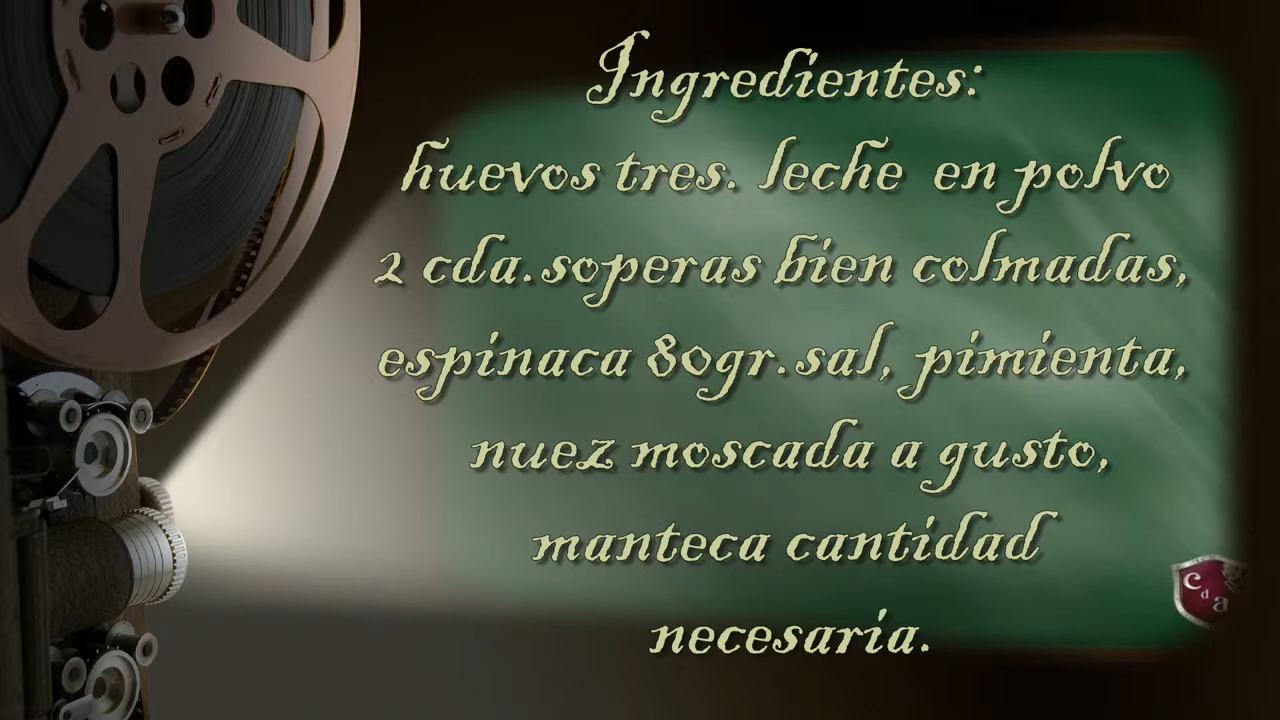 Ingredientes:
huevos tres. leche en polvo
2 cda.soperas bien colmadas,
espinaca 80gr.sal, pimienta,
nuez moscada a gusto,
manteca cantidad
necesaria.
c d a